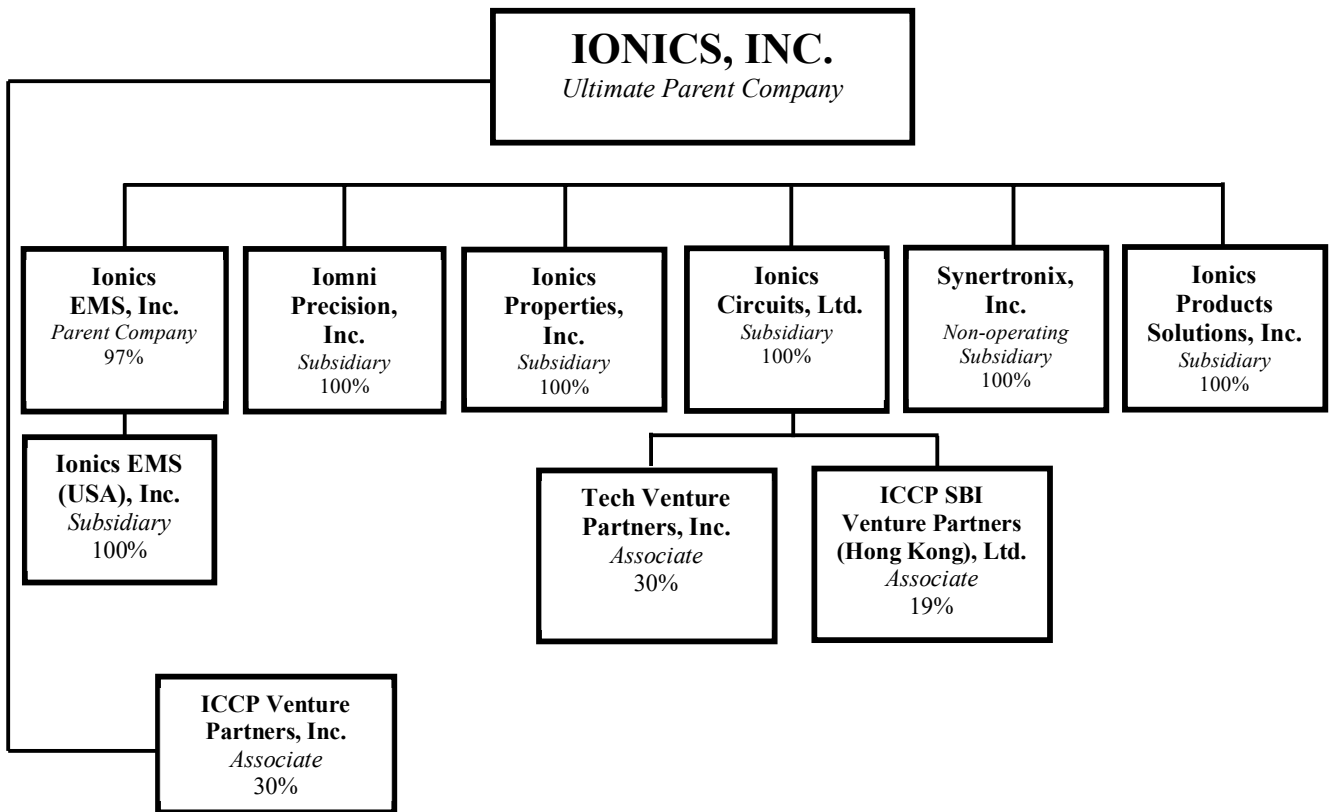 IONICS, INC.
Ultimate Parent Company
Ionics
EMS, Inc.
Parent Company
97%
Iomni
Precision,
Inc.
Subsidiary
100%
Ionics
Properties,
Inc.
Subsidiary
100%
Ionics
Circuits, Ltd.
Subsidiary
100%
Synertronix,
Inc.
Non-operating
Subsidiary
100%
Ionics
Products
Solutions, Inc.
Subsidiary
100%
Ionics EMS
(USA), Inc.
Subsidiary
100%
Tech Venture
Partners, Inc.
Associate
30%
ICCP SBI
Venture Partners
(Hong Kong), Ltd.
Associate
19%
ICCP Venture
Partners, Inc.
Associate
30%